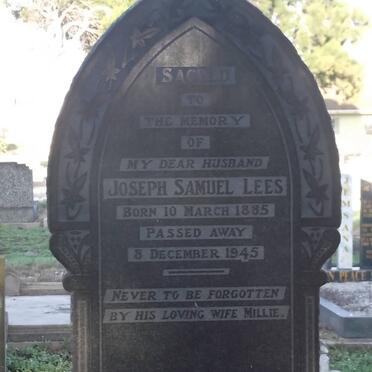 SACRED
TO
THE MEMORY
OF
MY DEAR HUSBAND
JOSEPH SAMUEL LEES
BORN 10 MARCH 1885
PASSED AWAY
8 DECEMBER 1945
NEVER TO BE FORGOTTEN
BY HIS LOVING WIFE MILLIE.